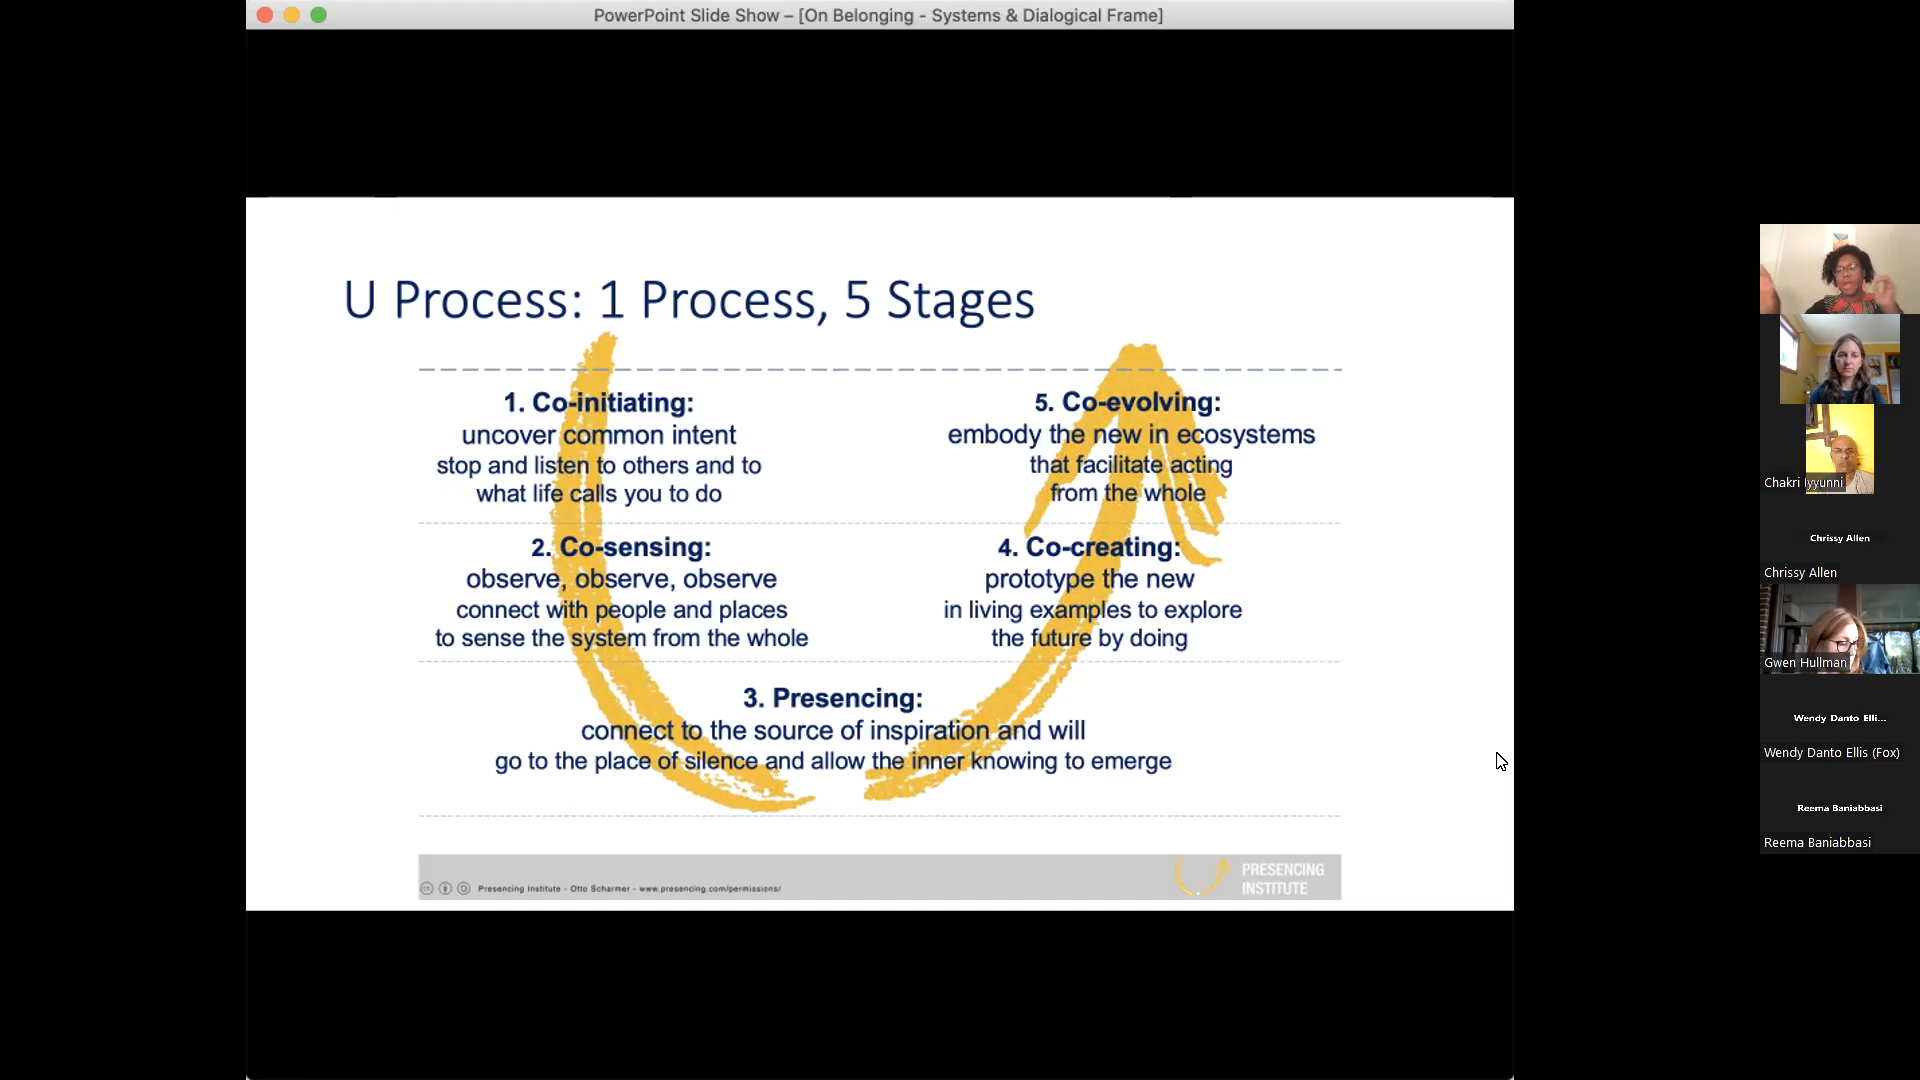 PowerPoint Slide Show – [On Belonging - Systems & Dialogical Frame]
U Process: 1 Process, 5 Stages
1. Co-initiating:
uncover common intent
stop and listen to others and to
what life calls you to do
5. Co-evolving:
embody the new in ecosystems
that facilitate acting
from the whole
2. Co-sensing:
observe, observe, observe
connect with people and places
to sense the system from the whole
4. Co-creating:
prototype the new
in living examples to explore
the future by doing
3. Presencing:
connect to the source of inspiration and will
go to the place of silence and allow the inner knowing to emerge
Presencing Institute - Otto Scharmer - www.presencing.com/permissions/
PRESENCING
INSTITUTE
Chakri Iyyunni
Chrissy Allen
Chrissy Allen
Gwen Hullman
Wendy Danto Elli...
Wendy Danto Ellis (Fox)
Reema Baniabbasi
Reema Baniabbasi